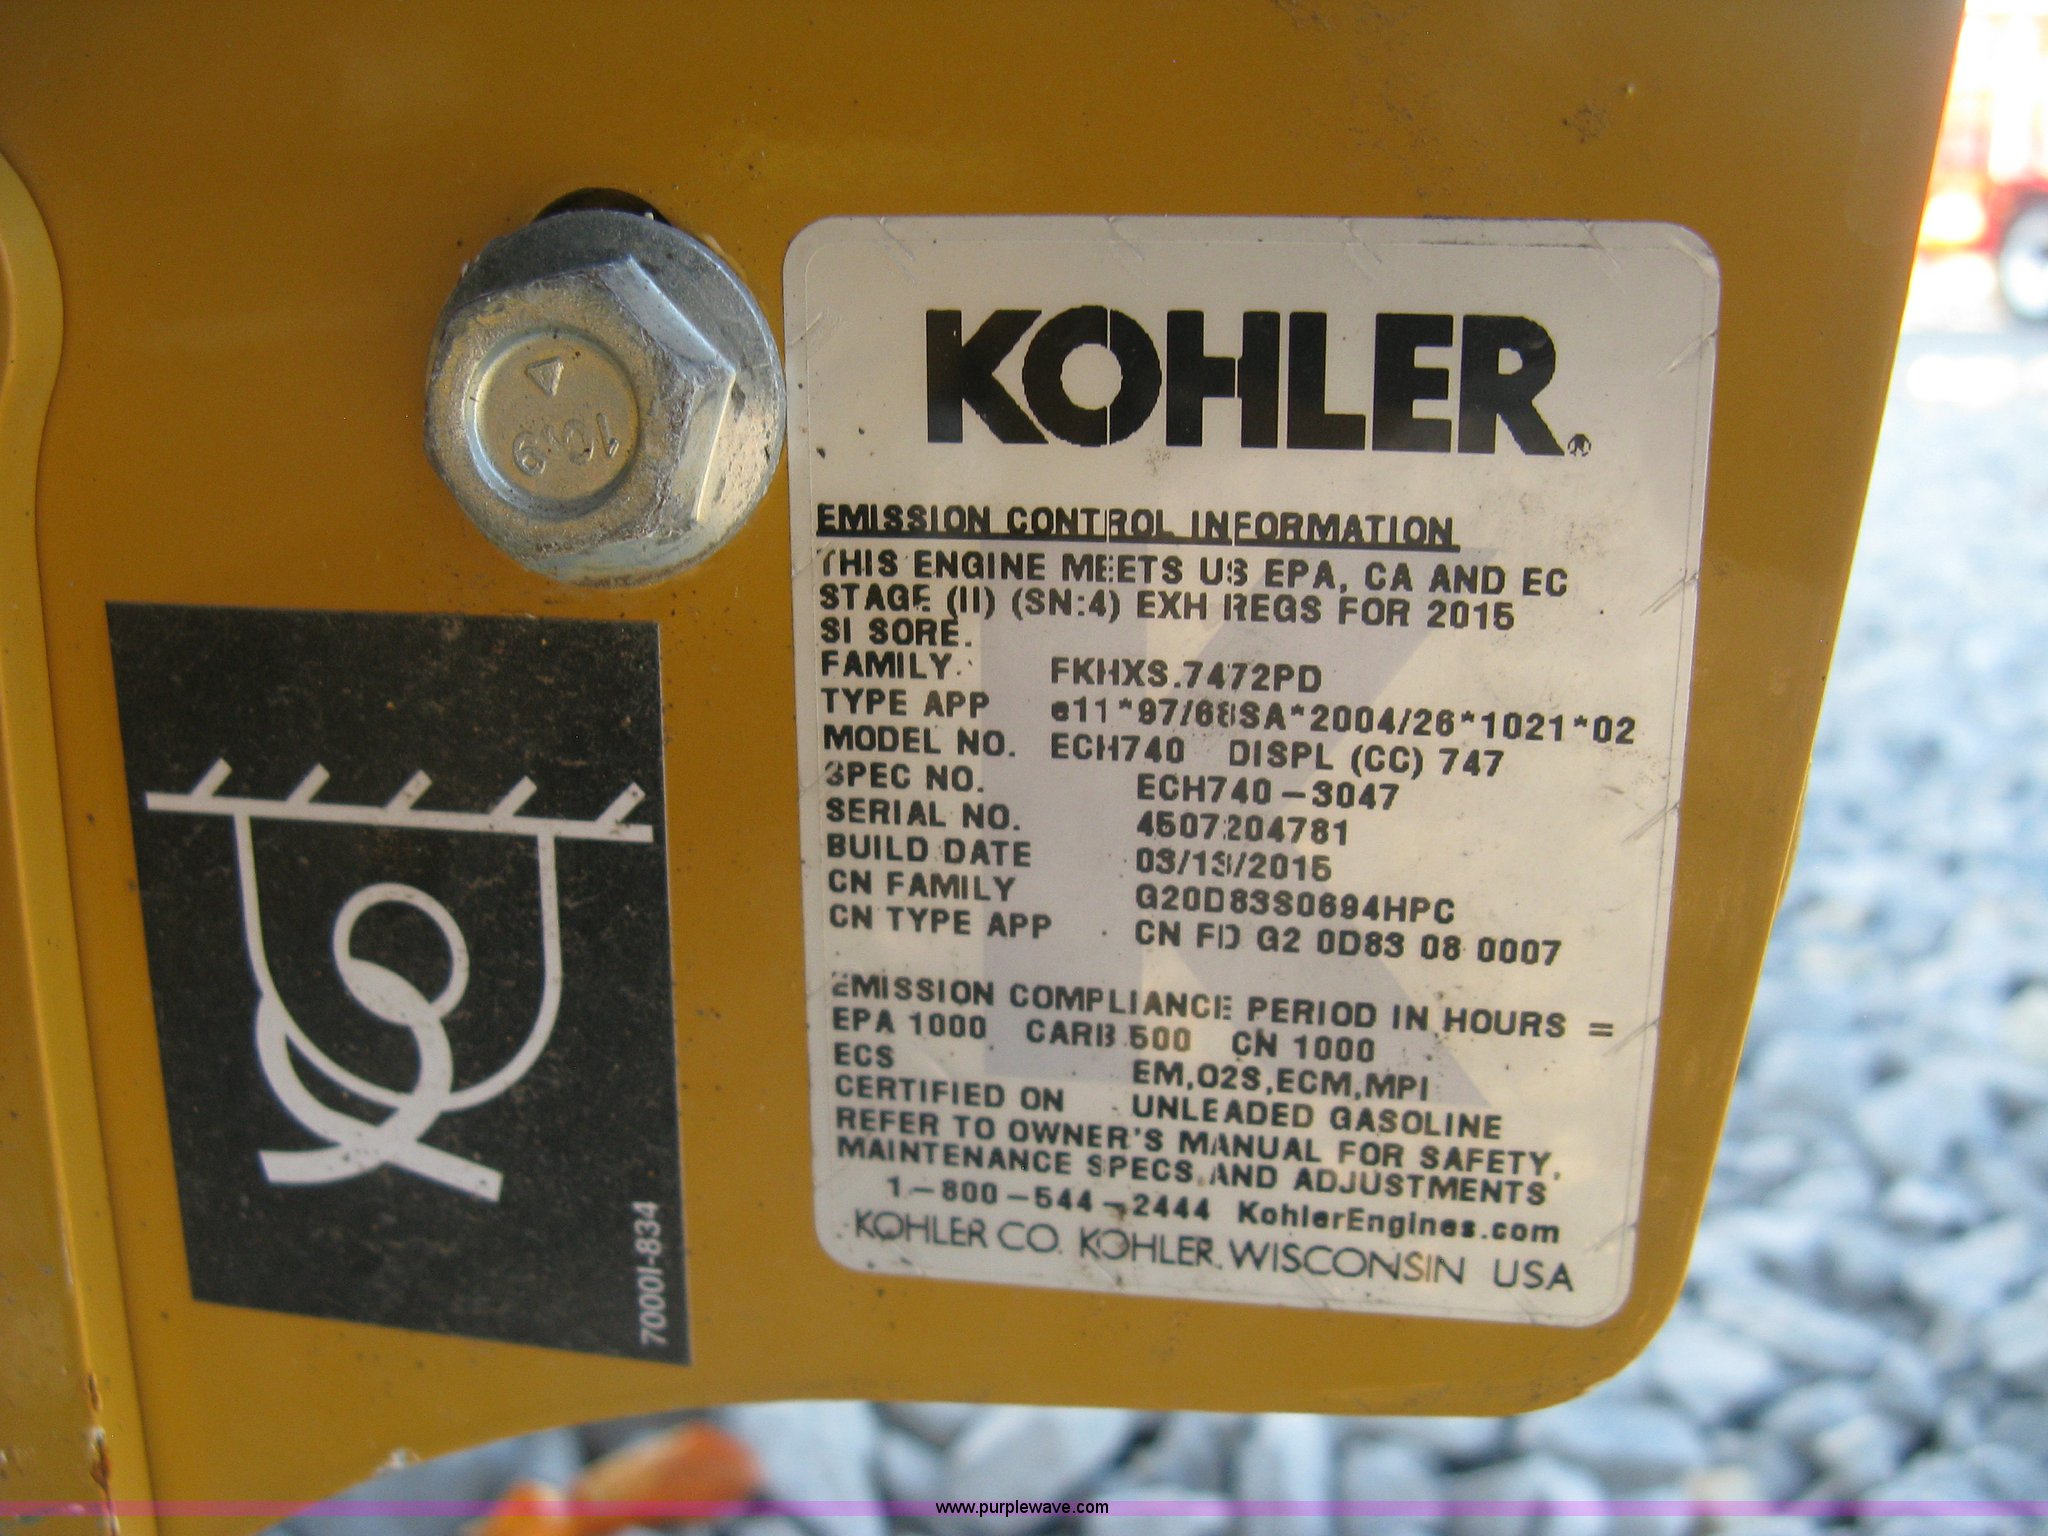 10.9
KOHLER®
EMISSION CONTROL INFORMATION
THIS ENGINE MEETS US EPA, CA AND EC
STAGE (II) (SN:4) EXH REGS FOR 2015
SI SORE.
FAMILY FKHXS.7472PD
TYPE APP e11*97/68SA*2004/26*1021*02
MODEL NO. ECH740 DISPL (CC) 747
SPEC NO. ECH740-3047
SERIAL NO. 4507204781
BUILD DATE 03/13/2015
CN FAMILY G20D83S0694HPC
CN TYPE APP CN FD G2 0D83 08 0007
EMISSION COMPLIANCE PERIOD IN HOURS =
EPA 1000 CARB 500 CN 1000
ECS EM,O2S,ECM,MPI
CERTIFIED ON UNLEADED GASOLINE
REFER TO OWNER'S MANUAL FOR SAFETY,
MAINTENANCE SPECS AND ADJUSTMENTS
1-800-544-2444 KohlerEngines.com
KOHLER CO. KOHLER, WISCONSIN USA
7000I-834
www.purplewave.com